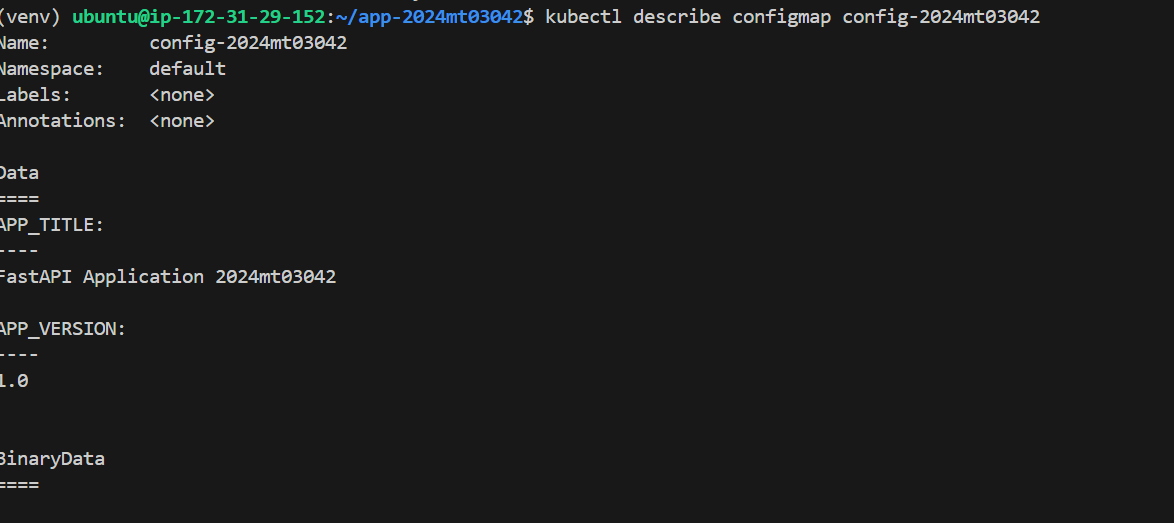 (venv) ubuntu@ip-172-31-29-152:~/app-2024mt03042$ kubectl describe configmap config-2024mt03042
Name:         config-2024mt03042
Namespace:    default
Labels:       <none>
Annotations:  <none>

Data
====
APP_TITLE:
----
FastAPI Application 2024mt03042

APP_VERSION:
----
1.0


BinaryData
====